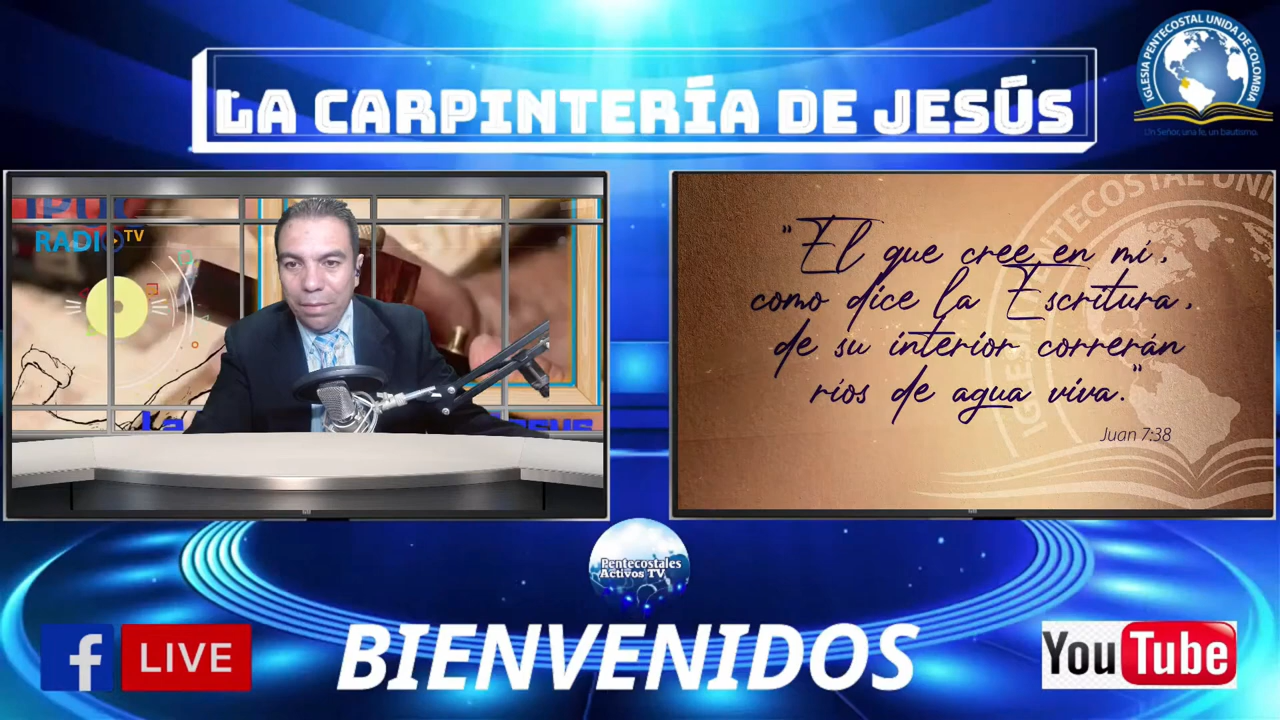 LA CARPINTERÍA DE JESÚS
IGLESIA PENTECOSTAL UNIDA DE COLOMBIA
Un Señor, una fe, un bautismo.
RADIO TV
La
"El que cree en mí,
como dice la Escritura,
de su interior correrán
ríos de agua viva."
Juan 7:38
Pentecostales
Activos TV
f LIVE
BIENVENIDOS
YouTube